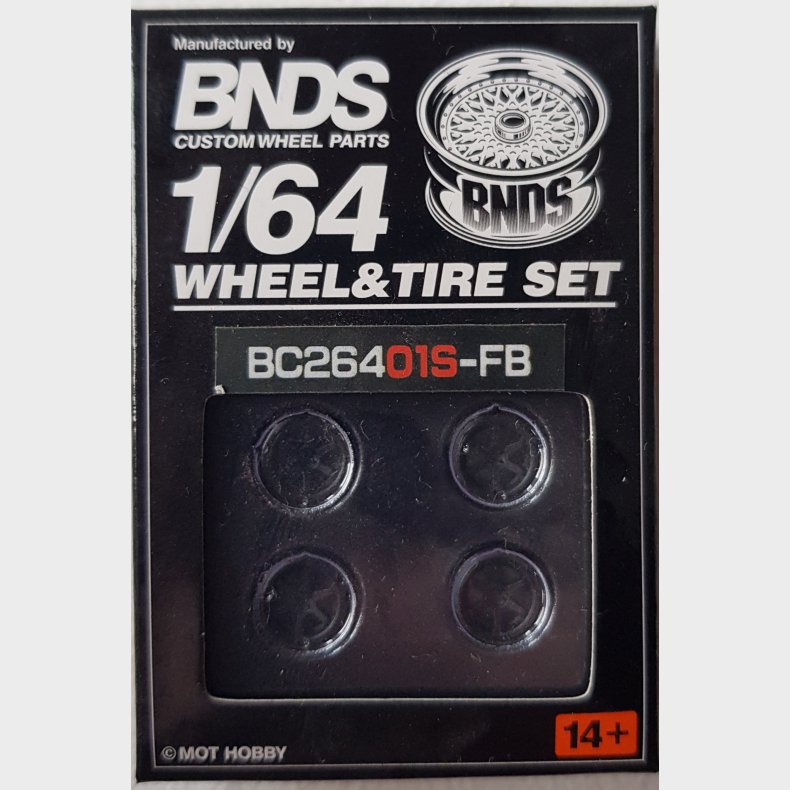 Manufactured by
BNDS
CUSTOM WHEEL PARTS
BNDS
1/64
WHEEL&TIRE SET
BC26401S-FB
14+
©MOT HOBBY